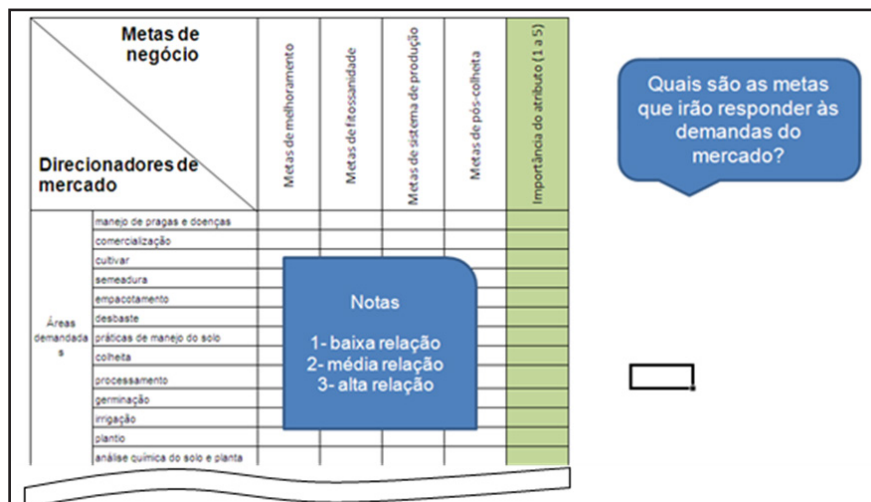 Metas de
negócio
Direcionadores de
mercado
Metas de melhoramento
Metas de fitossanidade
Metas de sistema de produção
Metas de pós-colheita
Importância do atributo (1 a 5)
Quais são as metas
que irão responder às
demandas do
mercado?
Áreas
demandada
s
manejo de pragas e doenças
comercialização
cultivar
semeadura
empacotamento
desbaste
práticas de manejo do solo
colheita
processamento
germinação
irrigação
plantio
análise química do solo e planta
Notas
1- baixa relação
2- média relação
3- alta relação